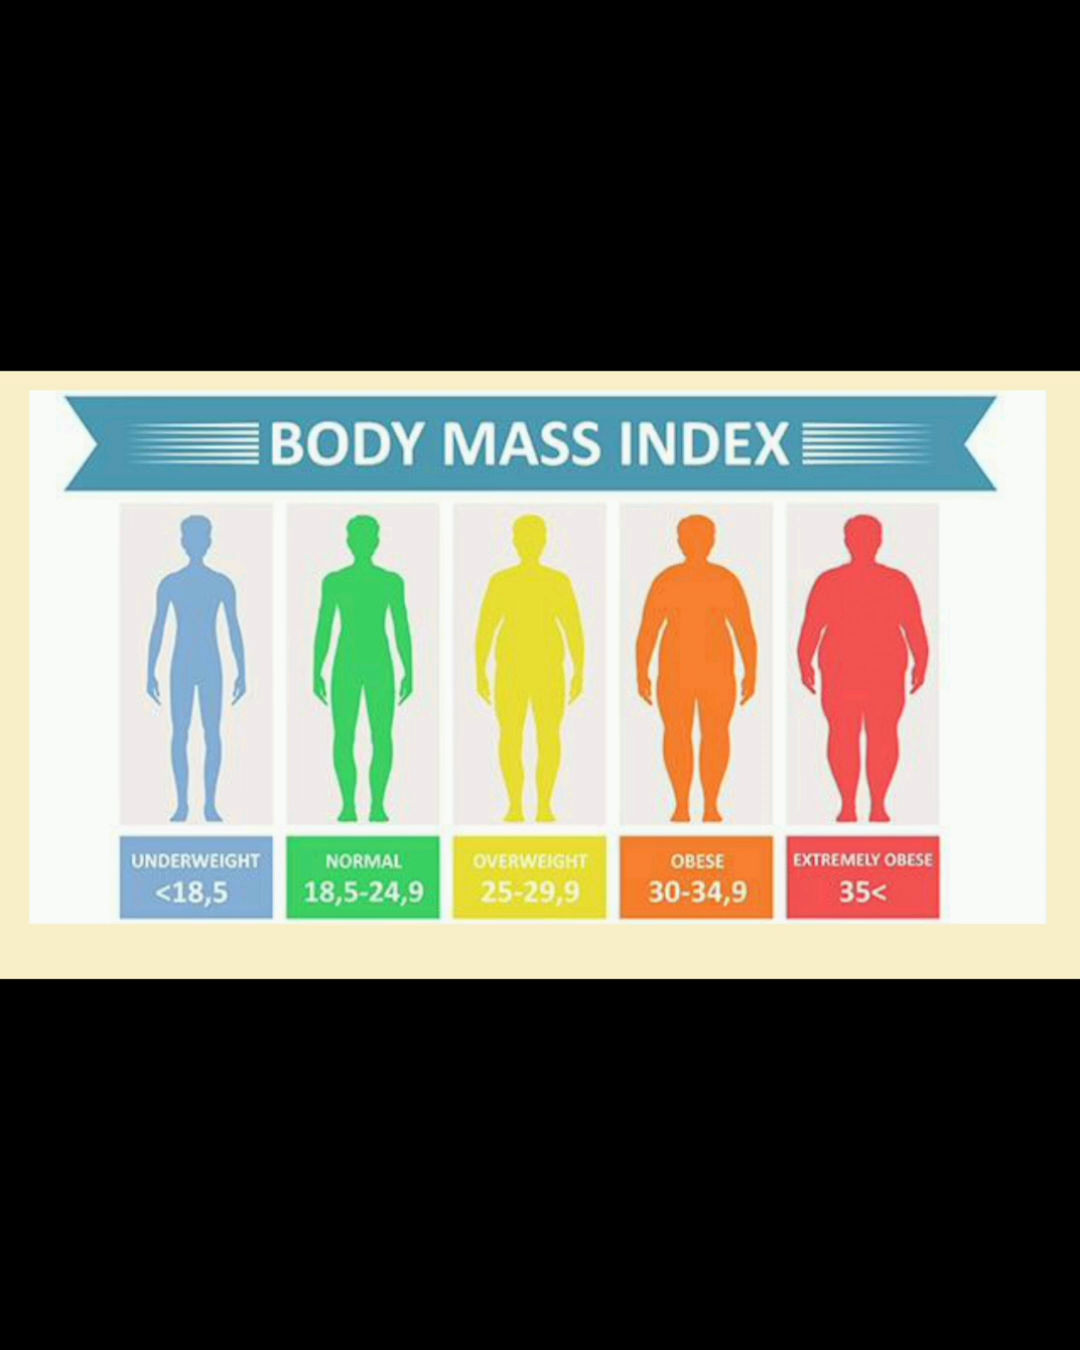 BODY MASS INDEX
UNDERWEIGHT
<18,5
NORMAL
18,5-24,9
OVERWEIGHT
25-29,9
OBESE
30-34,9
EXTREMELY OBESE
35<